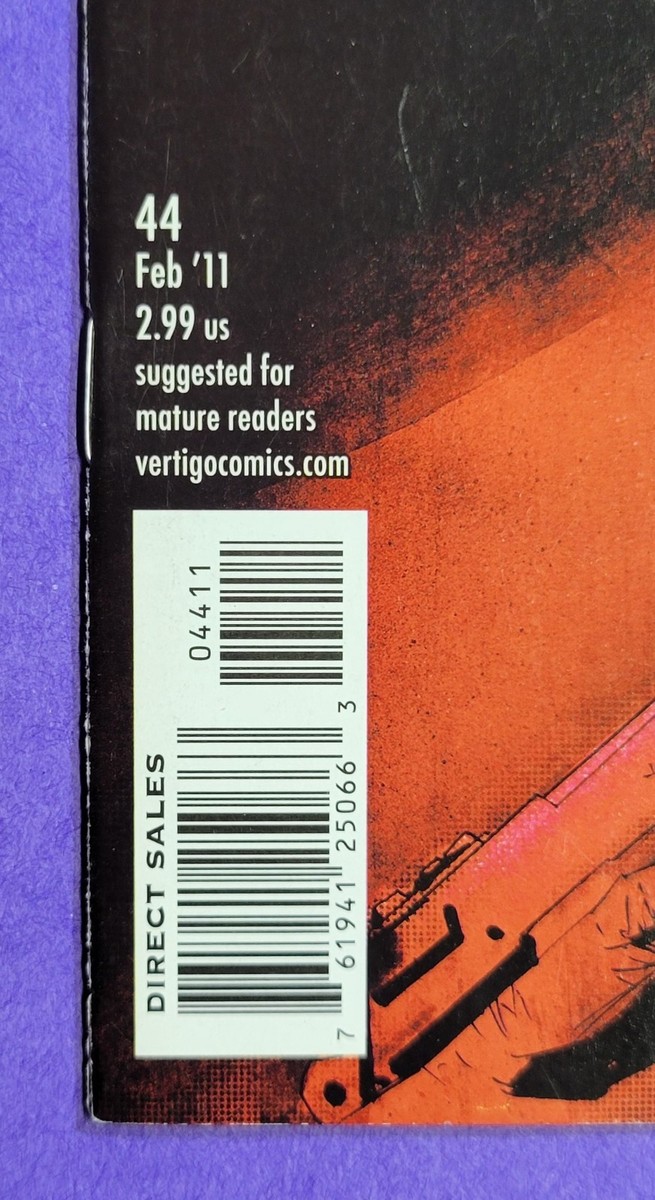 44
Feb '11
2.99 us
suggested for
mature readers
vertigocomics.com
04411
DIRECT SALES
7 61941 25066 3